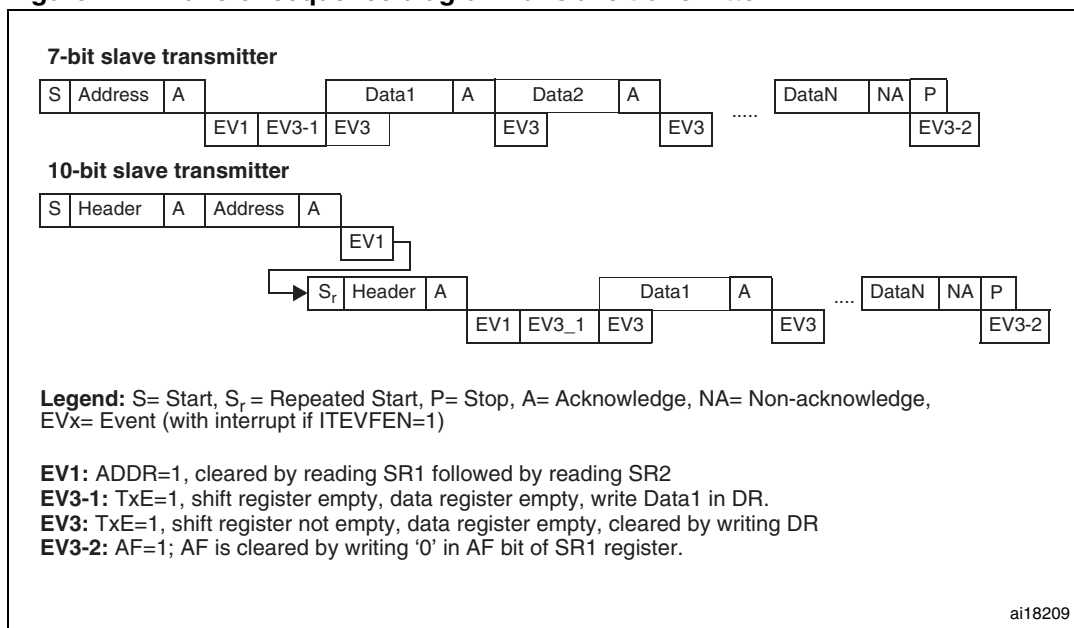 7-bit slave transmitter
S Address A Data1 A Data2 A ..... DataN NA P
EV1 EV3-1 EV3 EV3 EV3 EV3-2
10-bit slave transmitter
S Header A Address A
EV1
Sr Header A Data1 A .... DataN NA P
EV1 EV3_1 EV3 EV3 EV3-2
Legend: S= Start, Sr = Repeated Start, P= Stop, A= Acknowledge, NA= Non-acknowledge,
EVx= Event (with interrupt if ITEVFEN=1)
EV1: ADDR=1, cleared by reading SR1 followed by reading SR2
EV3-1: TxE=1, shift register empty, data register empty, write Data1 in DR.
EV3: TxE=1, shift register not empty, data register empty, cleared by writing DR
EV3-2: AF=1; AF is cleared by writing ‘0’ in AF bit of SR1 register.
ai18209